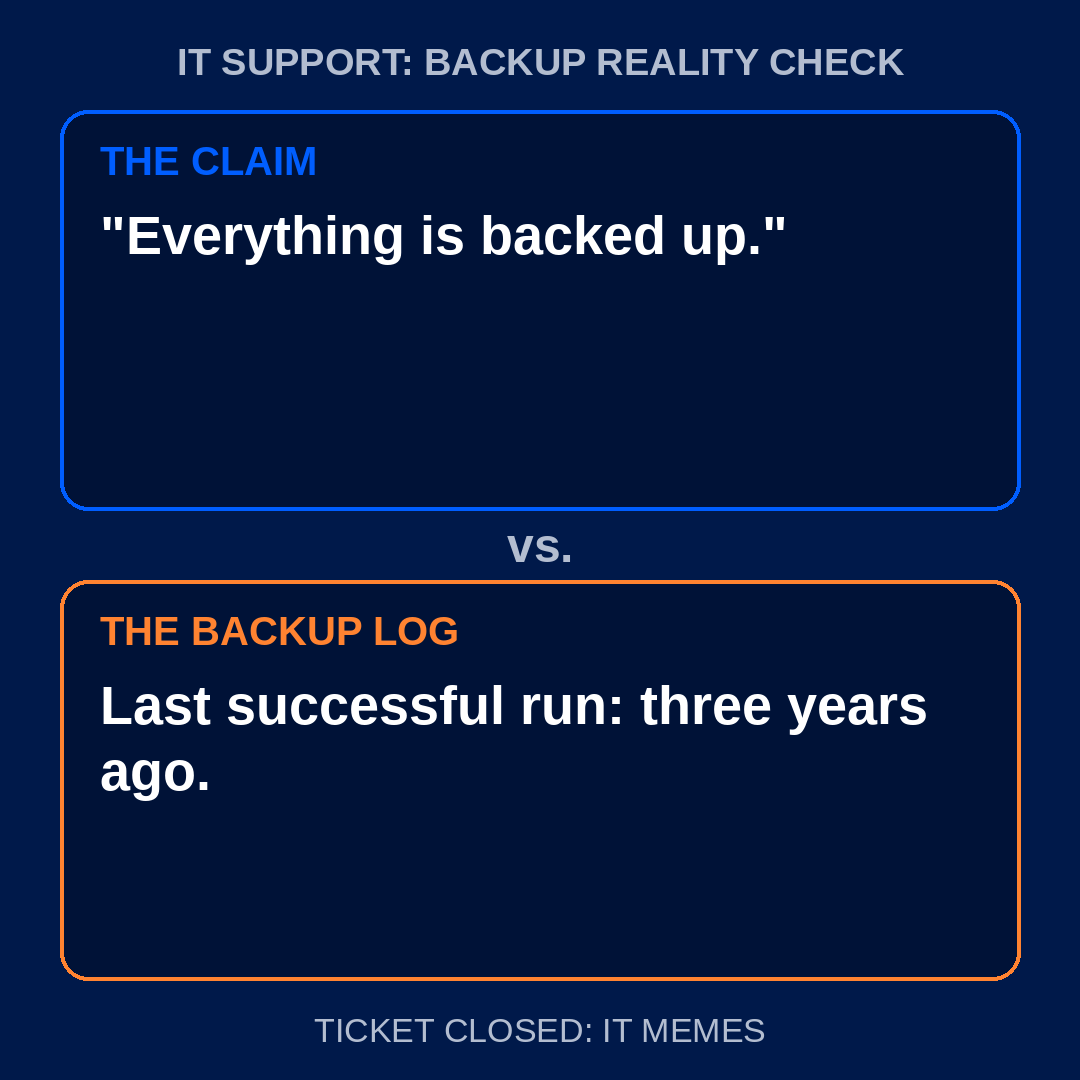 IT SUPPORT: BACKUP REALITY CHECK
THE CLAIM
"Everything is backed up."
vs.
THE BACKUP LOG
Last successful run: three years
ago.
TICKET CLOSED: IT MEMES